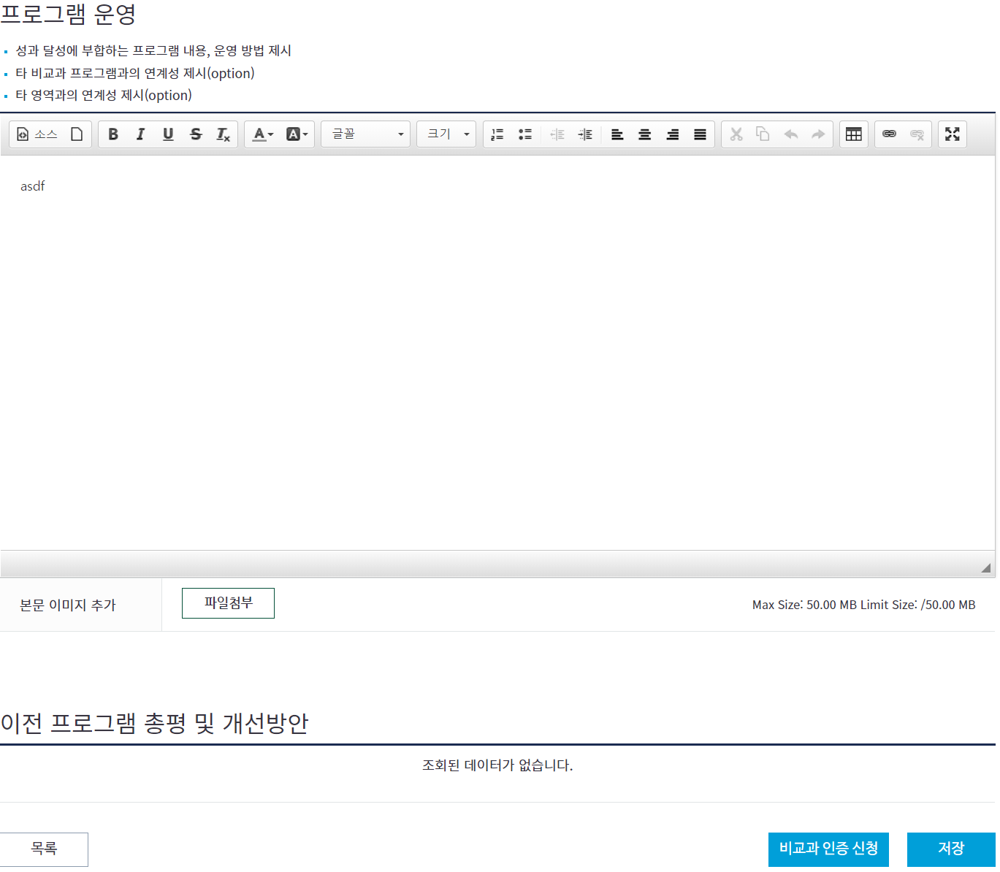 프로그램 운영
성과 달성에 부합하는 프로그램 내용, 운영 방법 제시
타 비교과 프로그램과의 연계성 제시(option)
타 영역과의 연계성 제시(option)
소스 글꼴 크기
asdf
본문 이미지 추가 파일첨부 Max Size: 50.00 MB Limit Size: /50.00 MB
이전 프로그램 총평 및 개선방안
조회된 데이터가 없습니다.
목록 비교과 인증 신청 저장